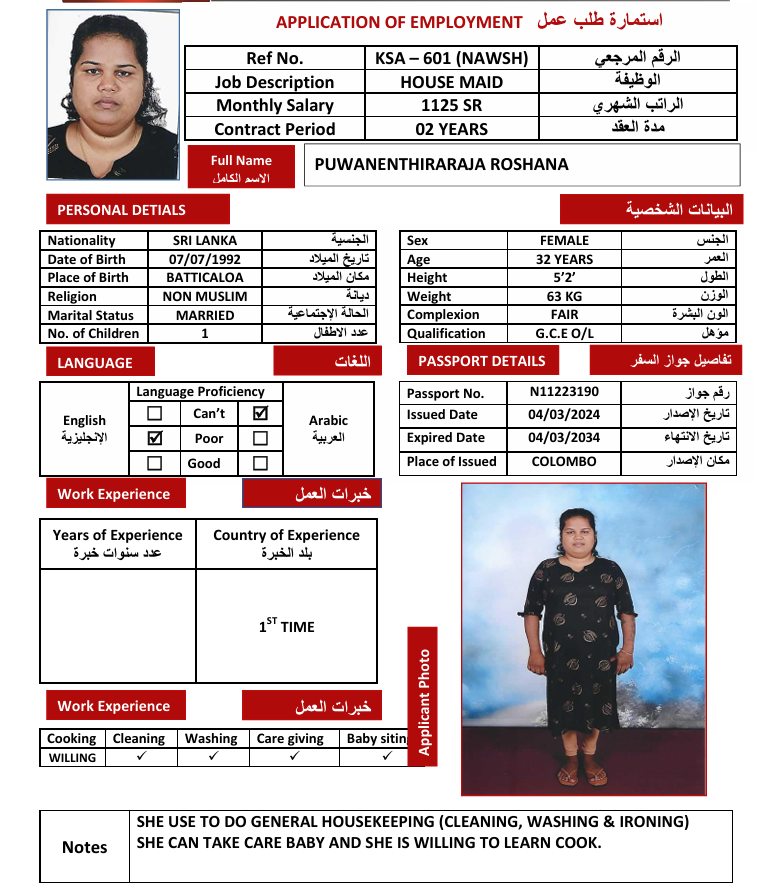 APPLICATION OF EMPLOYMENT استمارة طلب عمل
Ref No. KSA – 601 (NAWSH) الرقم المرجعي
Job Description HOUSE MAID الوظيفة
Monthly Salary 1125 SR الراتب الشهري
Contract Period 02 YEARS مدة العقد
Full Name PUWANENTHIRARAJA ROSHANA
الاسم الكامل
PERSONAL DETIALS البيانات الشخصية
Nationality SRI LANKA الجنسية
Date of Birth 07/07/1992 تاريخ الميلاد
Place of Birth BATTICALOA مكان الميلاد
Religion NON MUSLIM ديانة
Marital Status MARRIED الحالة الإجتماعية
No. of Children 1 عدد الاطفال
Sex FEMALE الجنس
Age 32 YEARS العمر
Height 5’2’ الطول
Weight 63 KG الوزن
Complexion FAIR الون البشرة
Qualification G.C.E O/L مؤهل
LANGUAGE اللغات
Language Proficiency
English الإنجليزية
☐ Can’t ☑
☑ Poor ☐
☐ Good ☐
Arabic العربية
PASSPORT DETAILS تفاصيل جواز السفر
Passport No. N11223190 رقم جواز
Issued Date 04/03/2024 تاريخ الإصدار
Expired Date 04/03/2034 تاريخ الانتهاء
Place of Issued COLOMBO مكان الإصدار
Work Experience خبرات العمل
Years of Experience Country of Experience
عدد سنوات خبرة بلد الخبرة
1ST TIME
Applicant Photo
Work Experience خبرات العمل
Cooking Cleaning Washing Care giving Baby siting
WILLING ✓ ✓ ✓ ✓
Notes
SHE USE TO DO GENERAL HOUSEKEEPING (CLEANING, WASHING & IRONING)
SHE CAN TAKE CARE BABY AND SHE IS WILLING TO LEARN COOK.